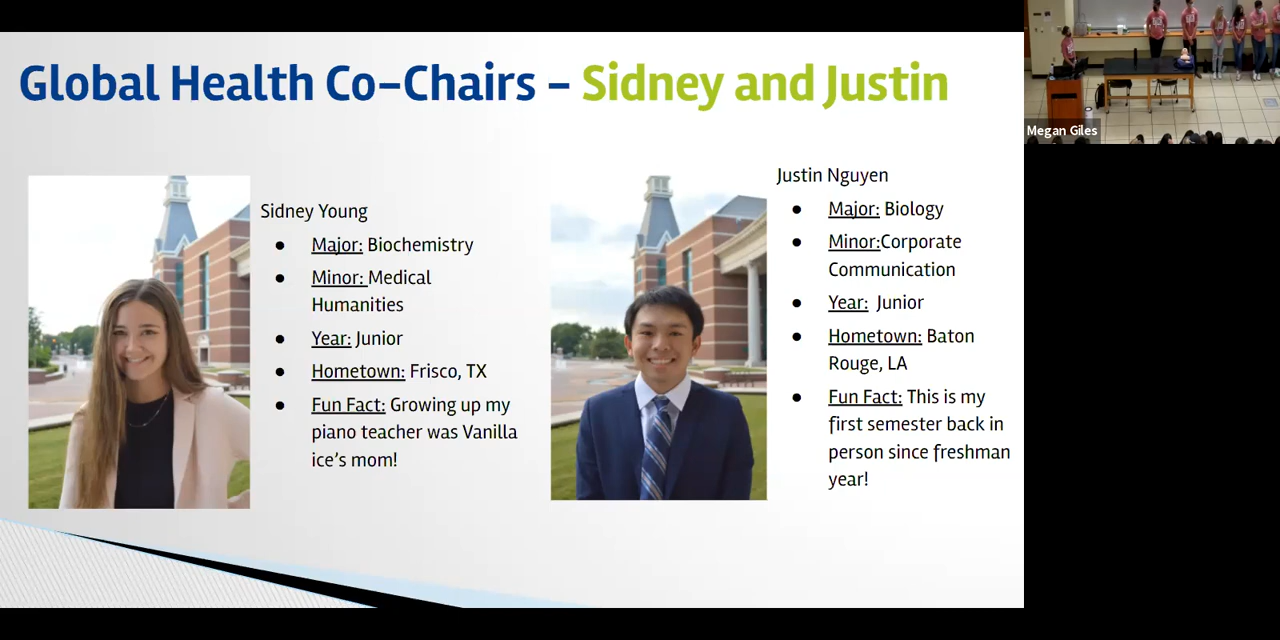 Global Health Co-Chairs – Sidney and Justin
Megan Giles
Sidney Young
● Major: Biochemistry
● Minor: Medical
Humanities
● Year: Junior
● Hometown: Frisco, TX
● Fun Fact: Growing up my
piano teacher was Vanilla
ice’s mom!
Justin Nguyen
● Major: Biology
● Minor:Corporate
Communication
● Year: Junior
● Hometown: Baton
Rouge, LA
● Fun Fact: This is my
first semester back in
person since freshman
year!